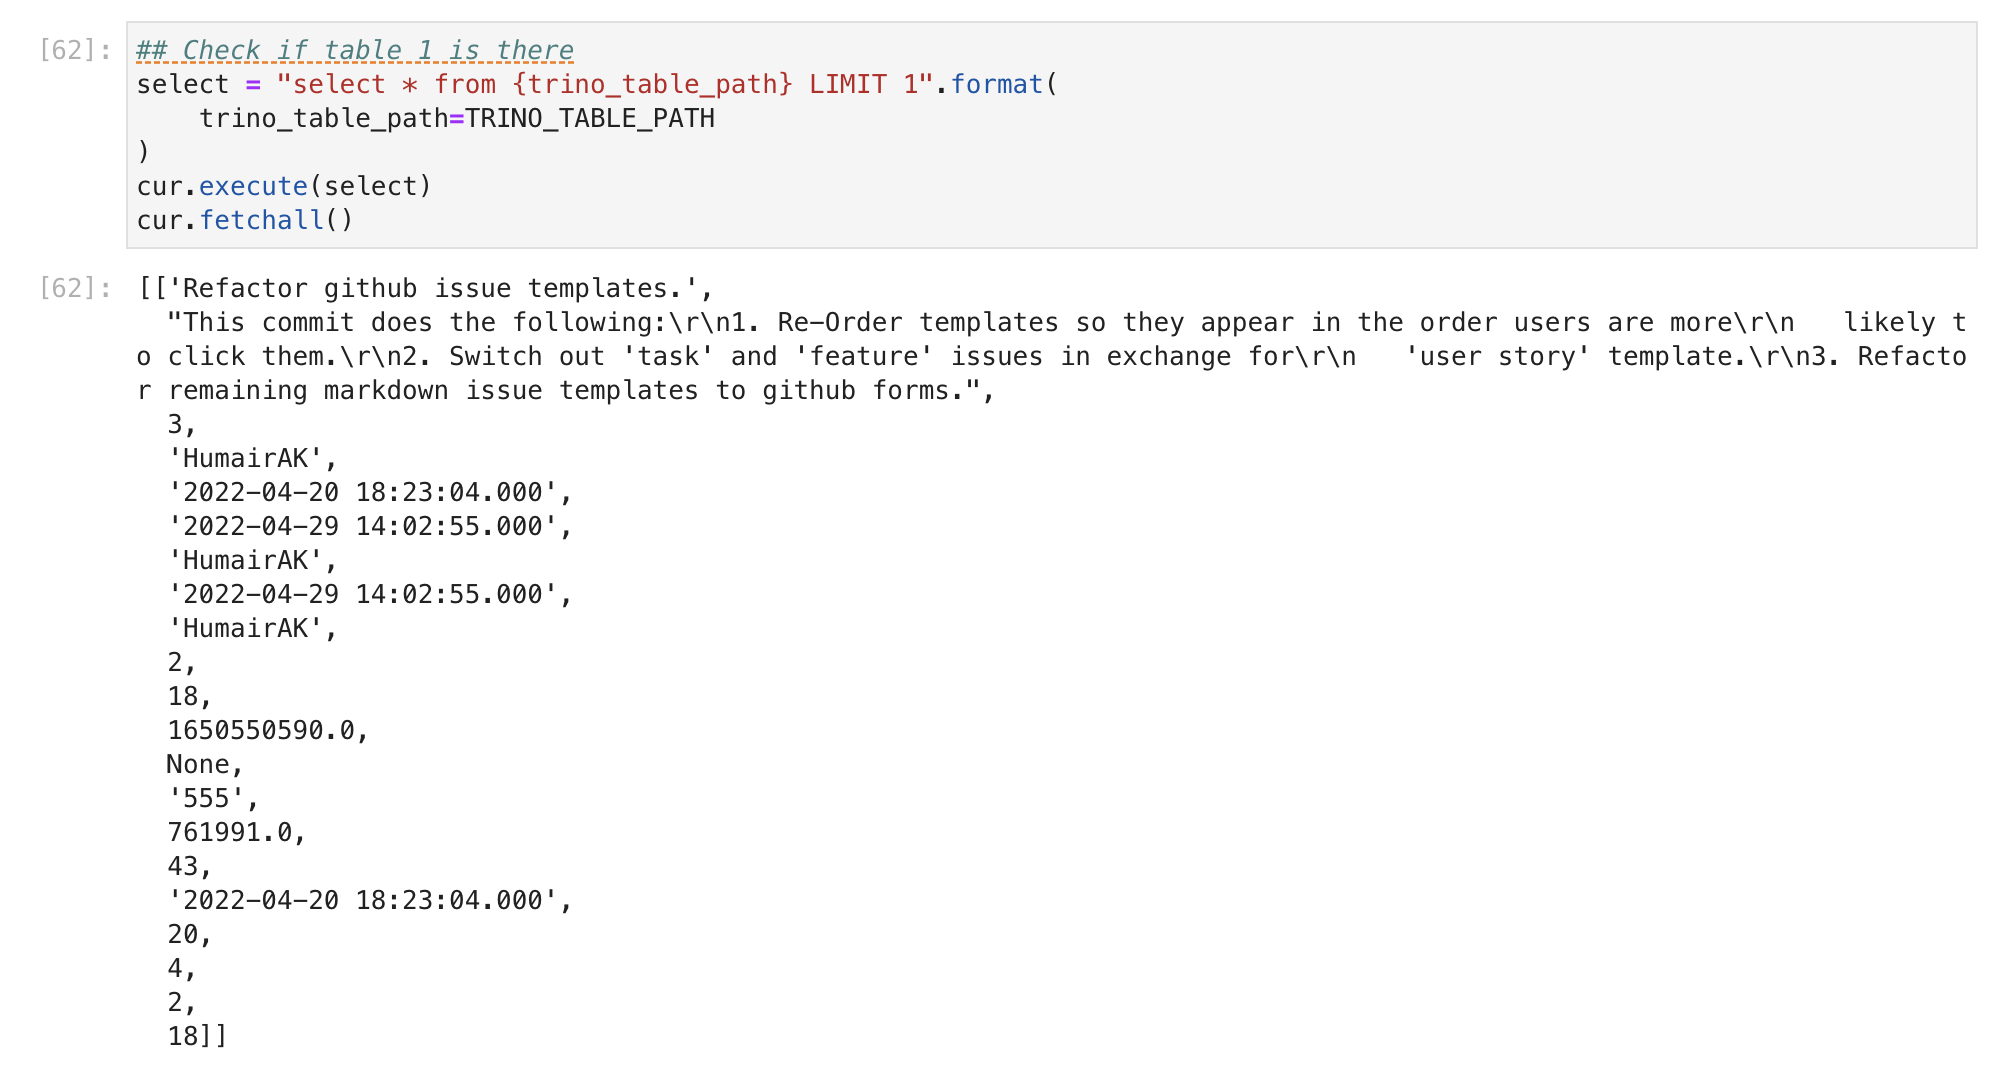 [62]: ## Check if table 1 is there
select = "select * from {trino_table_path} LIMIT 1".format(
    trino_table_path=TRINO_TABLE_PATH
)
cur.execute(select)
cur.fetchall()
[62]: [['Refactor github issue templates.',
  "This commit does the following:\r\n1. Re-Order templates so they appear in the order users are more\r\n   likely t
o click them.\r\n2. Switch out 'task' and 'feature' issues in exchange for\r\n   'user story' template.\r\n3. Refacto
r remaining markdown issue templates to github forms.",
  3,
  'HumairAK',
  '2022-04-20 18:23:04.000',
  '2022-04-29 14:02:55.000',
  'HumairAK',
  '2022-04-29 14:02:55.000',
  'HumairAK',
  2,
  18,
  1650550590.0,
  None,
  '555',
  761991.0,
  43,
  '2022-04-20 18:23:04.000',
  20,
  4,
  2,
  18]]